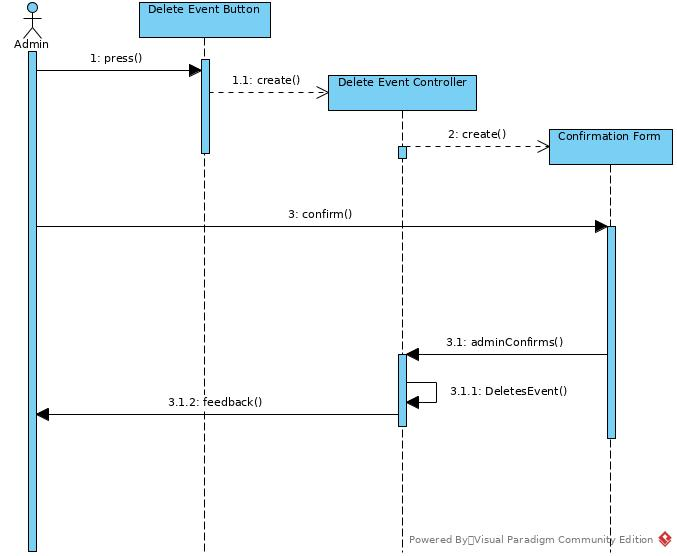 Delete Event Button
Admin
1: press()
1.1: create()
Delete Event Controller
2: create()
Confirmation Form
3: confirm()
3.1: adminConfirms()
3.1.1: DeletesEvent()
3.1.2: feedback()
Powered By Visual Paradigm Community Edition